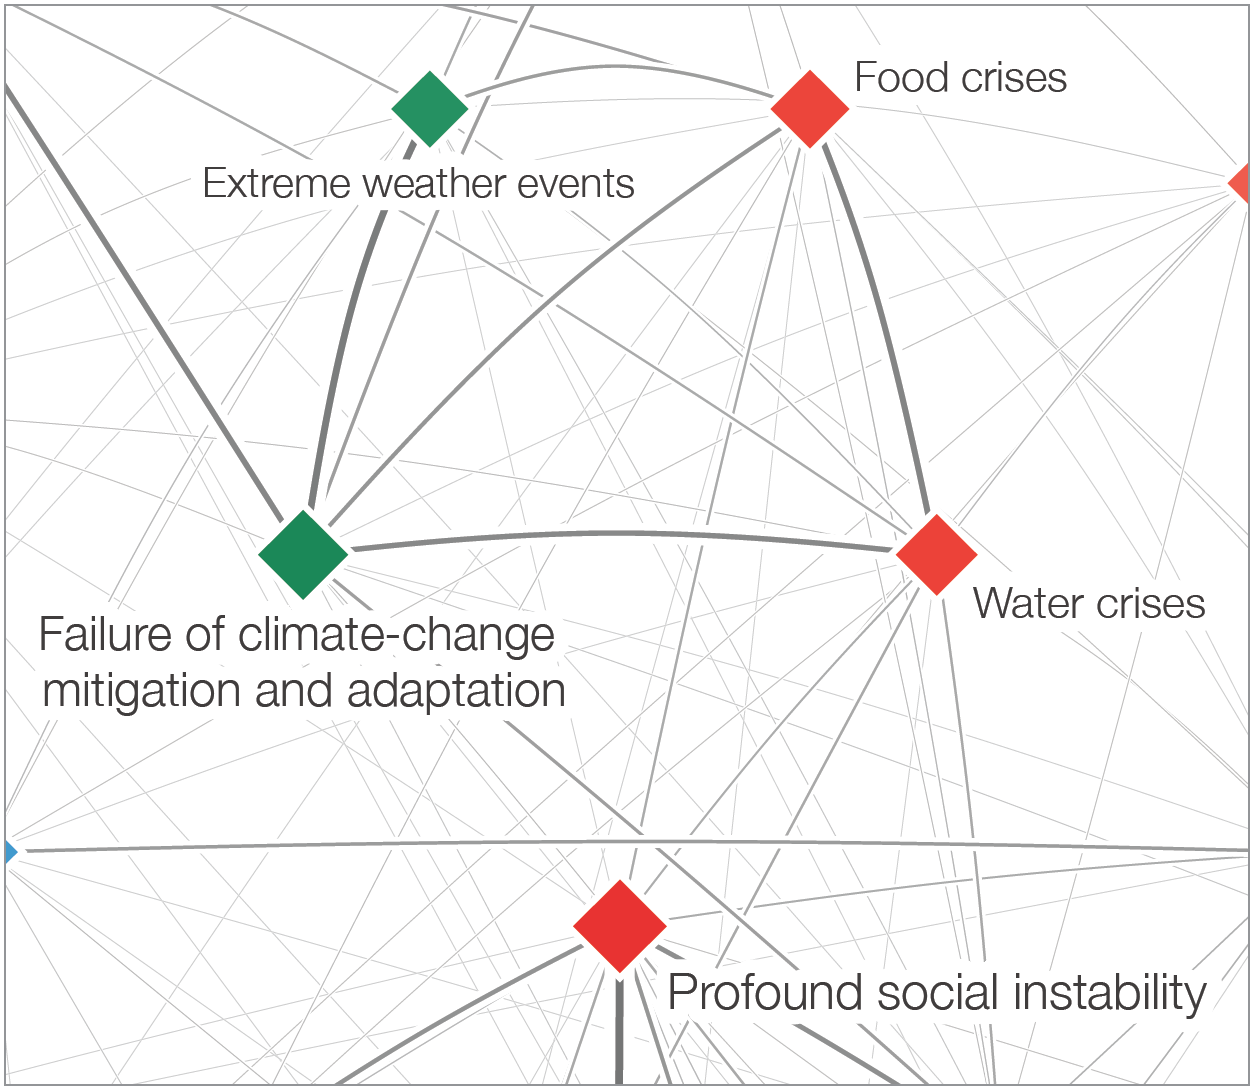 Food crises
Extreme weather events
Water crises
Failure of climate-change
mitigation and adaptation
Profound social instability